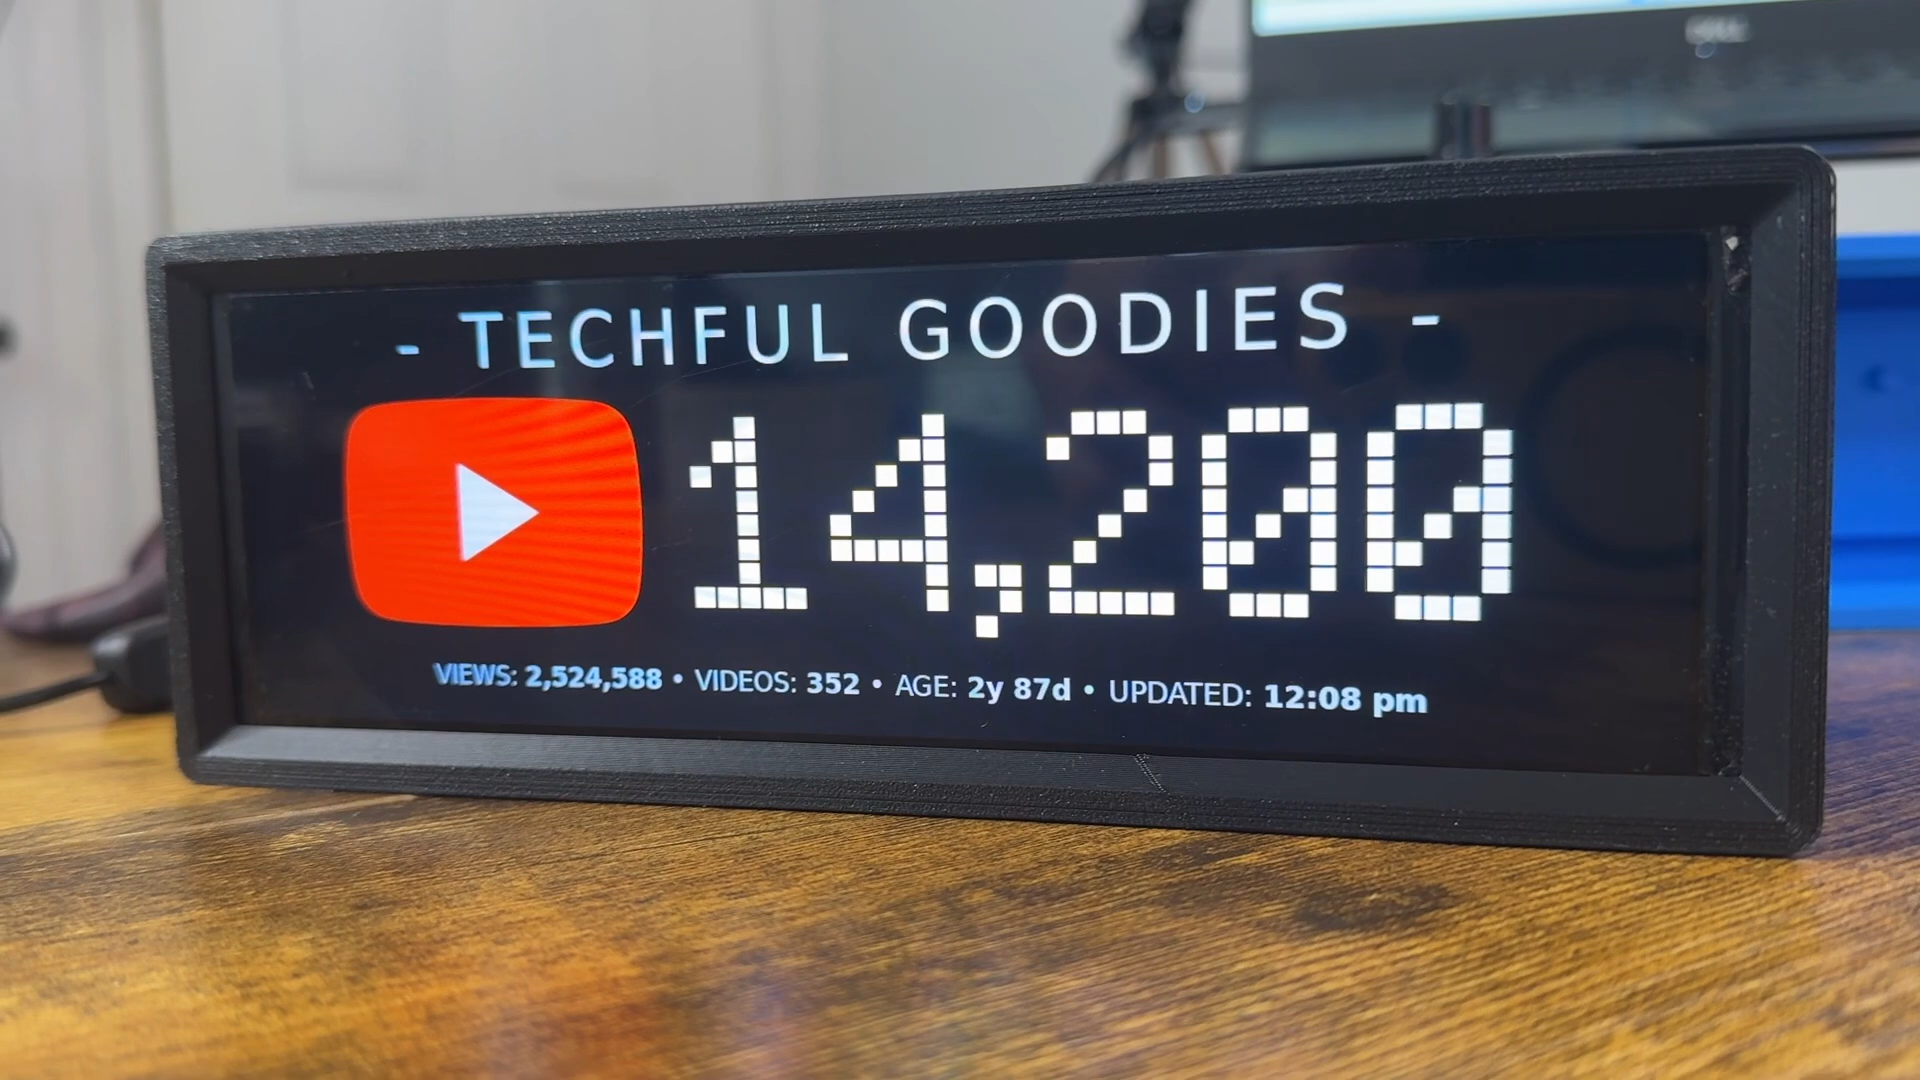 - TECHFUL GOODIES -
14,200
VIEWS: 2,524,588 • VIDEOS: 352 • AGE: 2y 87d • UPDATED: 12:08 pm